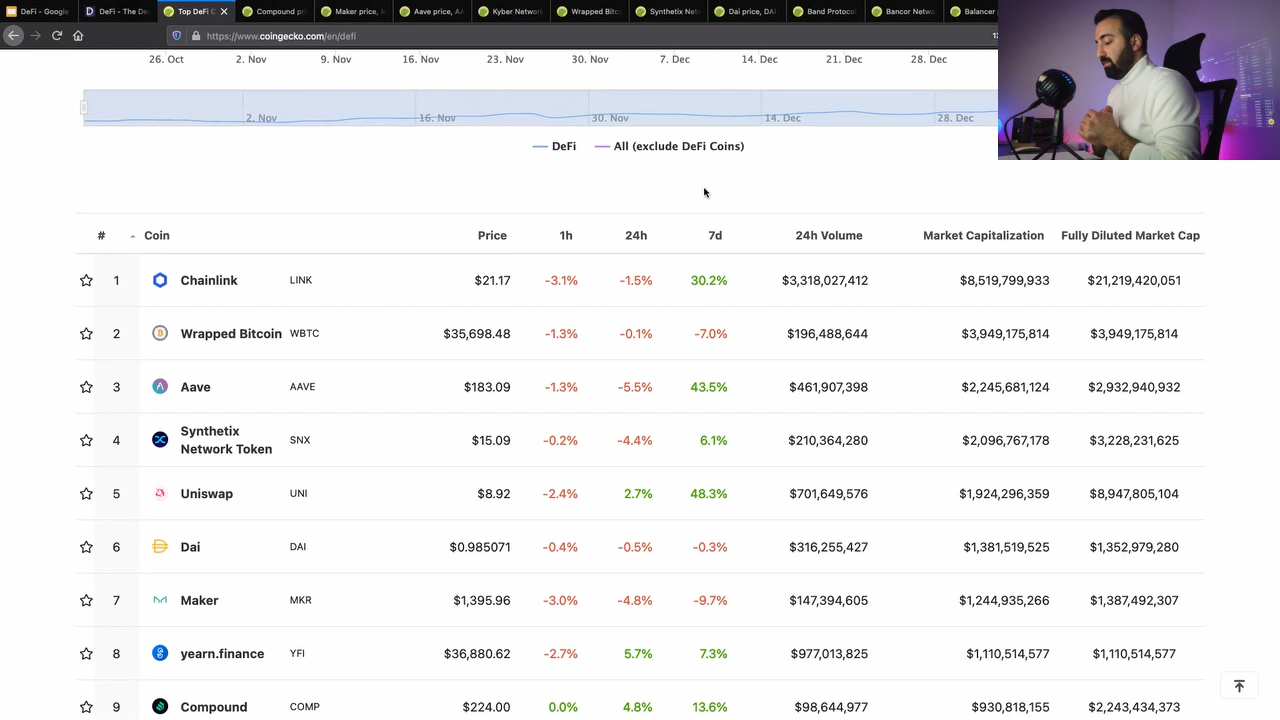 DeFi - Google
DeFi - The De
Top DeFi C
Compound pr
Maker price, M
Aave price, AA
Kyber Network
Wrapped Bitc
Synthetix Net
Dai price, DAI
Band Protocol
Bancor Netwo
Balancer
https://www.coingecko.com/en/defi
26. Oct 2. Nov 9. Nov 16. Nov 23. Nov 30. Nov 7. Dec 14. Dec 21. Dec 28. Dec
2. Nov 16. Nov 30. Nov 14. Dec 28. Dec
DeFi All (exclude DeFi Coins)
# Coin Price 1h 24h 7d 24h Volume Market Capitalization Fully Diluted Market Cap
1 Chainlink LINK $21.17 -3.1% -1.5% 30.2% $3,318,027,412 $8,519,799,933 $21,219,420,051
2 Wrapped Bitcoin WBTC $35,698.48 -1.3% -0.1% -7.0% $196,488,644 $3,949,175,814 $3,949,175,814
3 Aave AAVE $183.09 -1.3% -5.5% 43.5% $461,907,398 $2,245,681,124 $2,932,940,932
4 Synthetix
Network Token SNX $15.09 -0.2% -4.4% 6.1% $210,364,280 $2,096,767,178 $3,228,231,625
5 Uniswap UNI $8.92 -2.4% 2.7% 48.3% $701,649,576 $1,924,296,359 $8,947,805,104
6 Dai DAI $0.985071 -0.4% -0.5% -0.3% $316,255,427 $1,381,519,525 $1,352,979,280
7 Maker MKR $1,395.96 -3.0% -4.8% -9.7% $147,394,605 $1,244,935,266 $1,387,492,307
8 yearn.finance YFI $36,880.62 -2.7% 5.7% 7.3% $977,013,825 $1,110,514,577 $1,110,514,577
9 Compound COMP $224.00 0.0% 4.8% 13.6% $98,644,977 $930,818,155 $2,243,434,373